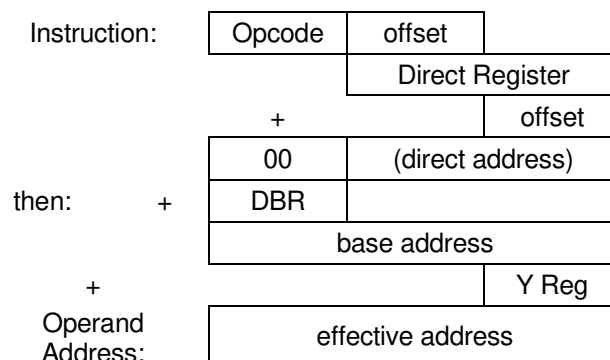 Instruction: Opcode offset
Direct Register
+ offset
00 (direct address)
then: + DBR
base address
+ Y Reg
Operand
Address: effective address